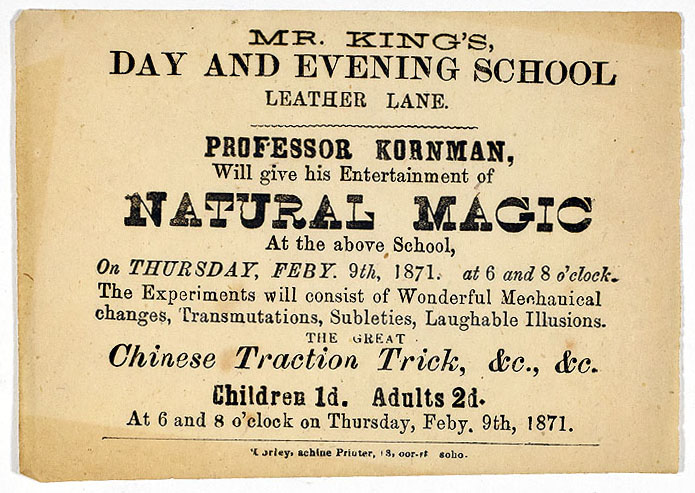 MR. KING'S,
DAY AND EVENING SCHOOL
LEATHER LANE.
PROFESSOR KORNMAN,
Will give his Entertainment of
NATURAL MAGIC
At the above School,
On THURSDAY, FEBY. 9th, 1871. at 6 and 8 o'clock.
The Experiments will consist of Wonderful Mechanical
changes, Transmutations, Subleties, Laughable Illusions.
THE GREAT
Chinese Traction Trick, &c., &c.
Children 1d. Adults 2d.
At 6 and 8 o'clock on Thursday, Feby. 9th, 1871.
achine Printer, soho.